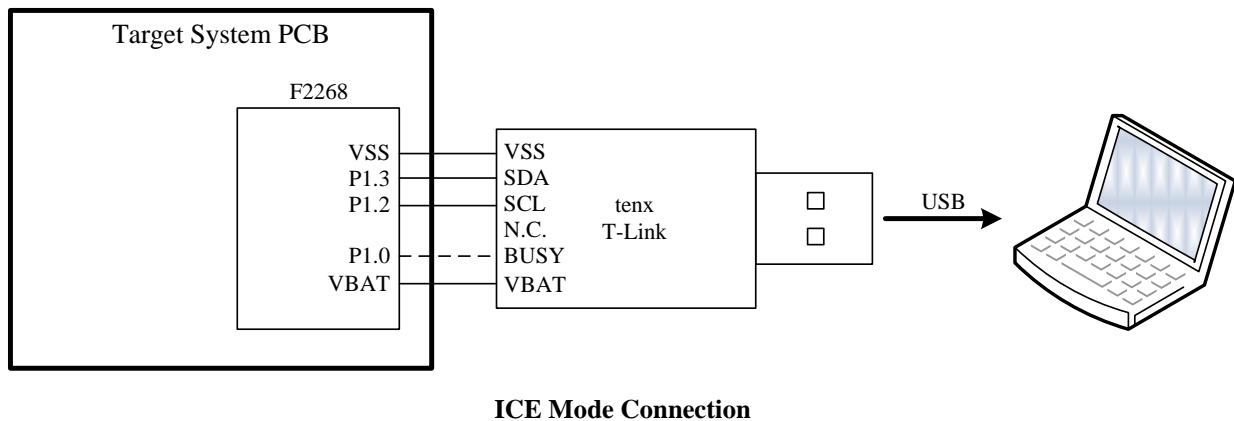 Target System PCB
F2268
VSS
P1.3
P1.2
P1.0
VBAT
VSS
SDA
SCL
N.C.
BUSY
VBAT
tenx
T-Link
USB
ICE Mode Connection